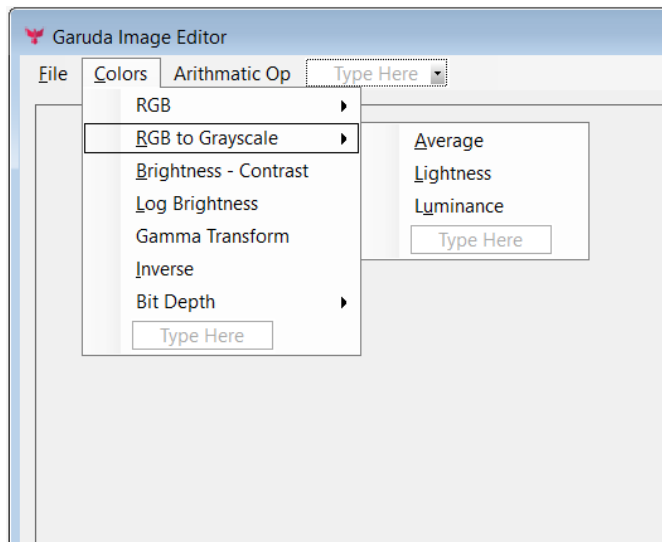 Garuda Image Editor
File Colors Arithmatic Op Type Here
RGB
RGB to Grayscale
Brightness - Contrast
Log Brightness
Gamma Transform
Inverse
Bit Depth
Type Here
Average
Lightness
Luminance
Type Here